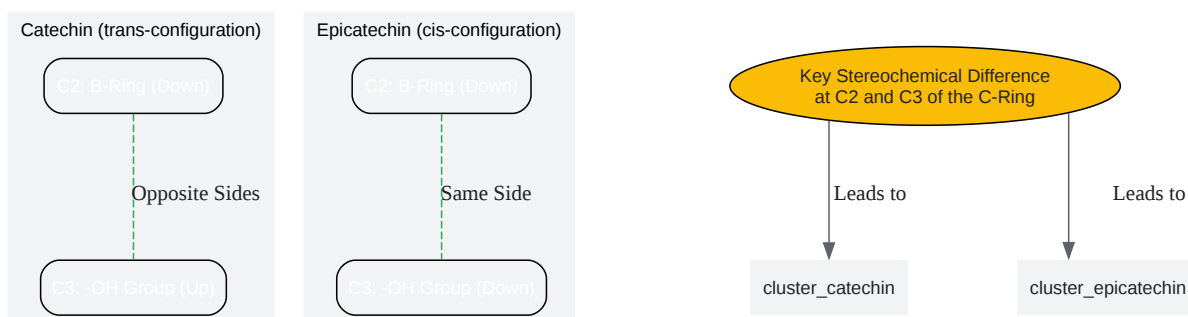 Catechin (trans-configuration)
C2: B-Ring (Down)
Opposite Sides
C3: -OH Group (Up)
Epicatechin (cis-configuration)
C2: B-Ring (Down)
Same Side
C3: -OH Group (Down)
Key Stereochemical Difference
at C2 and C3 of the C-Ring
Leads to
Leads to
cluster_catechin
cluster_epicatechin